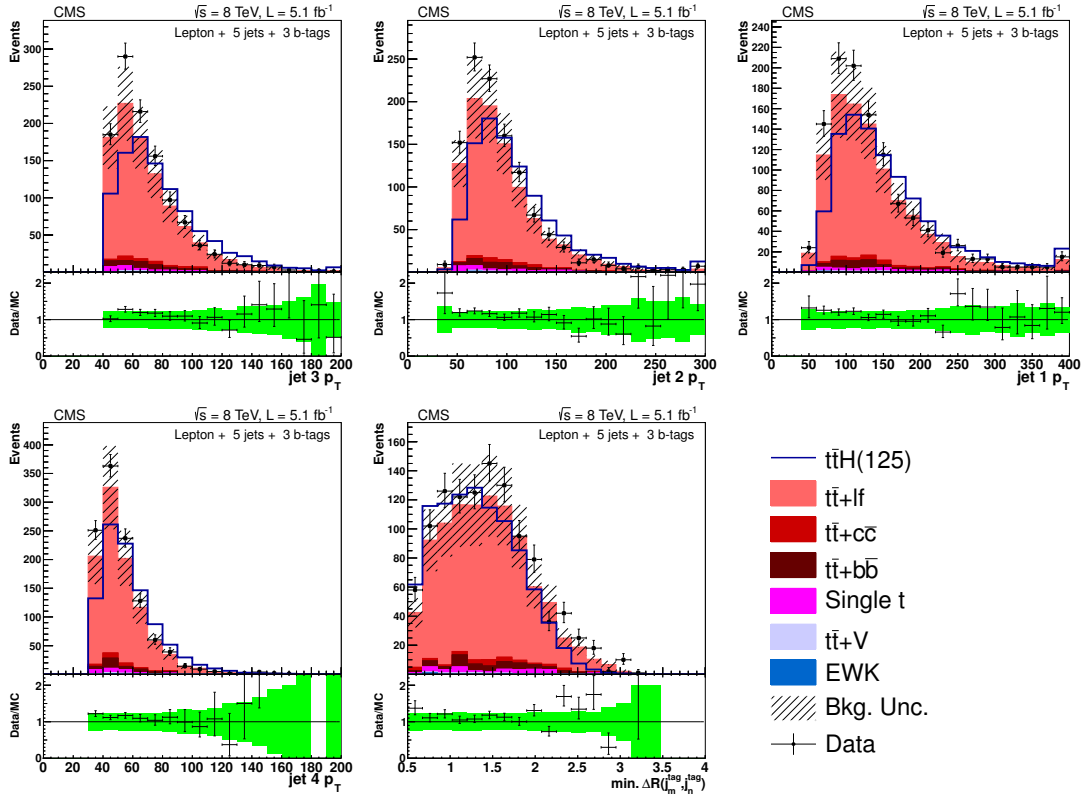 CMS √s = 8 TeV, L = 5.1 fb⁻¹
Lepton + 5 jets + 3 b-tags
Events
300
250
200
150
100
50
Data/MC
2
1
0
0 20 40 60 80 100 120 140 160 180 200
jet 3 p_T
CMS √s = 8 TeV, L = 5.1 fb⁻¹
Lepton + 5 jets + 3 b-tags
Events
250
200
150
100
50
Data/MC
2
1
0
0 50 100 150 200 250 300
jet 2 p_T
CMS √s = 8 TeV, L = 5.1 fb⁻¹
Lepton + 5 jets + 3 b-tags
Events
240
220
200
180
160
140
120
100
80
60
40
20
Data/MC
2
1
0
0 50 100 150 200 250 300 350 400
jet 1 p_T
CMS √s = 8 TeV, L = 5.1 fb⁻¹
Lepton + 5 jets + 3 b-tags
Events
400
350
300
250
200
150
100
50
Data/MC
2
1
0
0 20 40 60 80 100 120 140 160 180 200
jet 4 p_T
CMS √s = 8 TeV, L = 5.1 fb⁻¹
Lepton + 5 jets + 3 b-tags
Events
160
140
120
100
80
60
40
20
Data/MC
2
1
0
0.5 1 1.5 2 2.5 3 3.5 4
min. ΔR(j_m^tag, j_n^tag)
tt̄H(125)
tt̄+lf
tt̄+cc̄
tt̄+bb̄
Single t
tt̄+V
EWK
Bkg. Unc.
Data